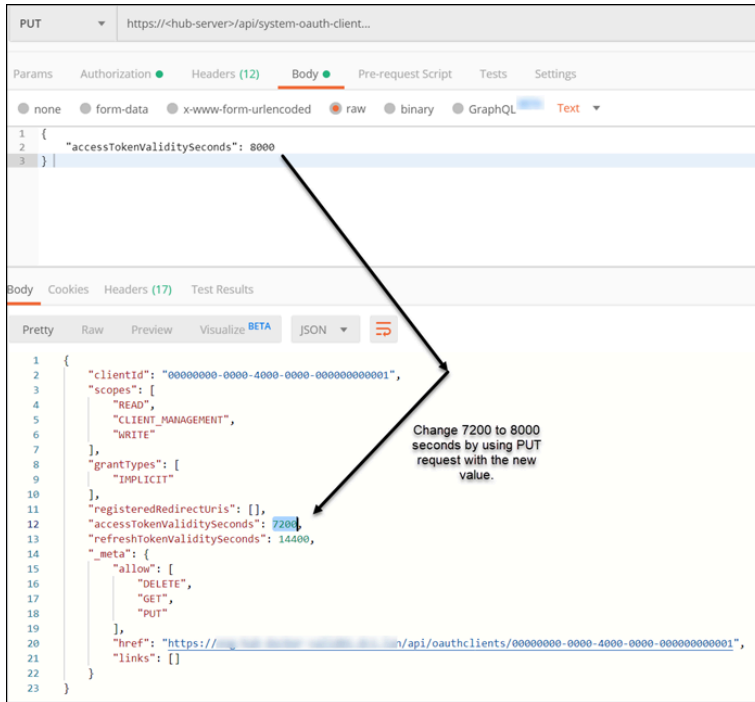 PUT https://<hub-server>/api/system-oauth-client...
Params Authorization Headers (12) Body Pre-request Script Tests Settings
none form-data x-www-form-urlencoded raw binary GraphQL Text
1 {
2 "accessTokenValiditySeconds": 8000
3 }
Body Cookies Headers (17) Test Results
Pretty Raw Preview Visualize BETA JSON
1 {
2 "clientId": "00000000-0000-4000-0000-000000000001",
3 "scopes": [
4 "READ",
5 "CLIENT_MANAGEMENT",
6 "WRITE"
7 ],
8 "grantTypes": [
9 "IMPLICIT"
10 ],
11 "registeredRedirectUris": [],
12 "accessTokenValiditySeconds": 7200,
13 "refreshTokenValiditySeconds": 14400,
14 "_meta": {
15 "allow": [
16 "DELETE",
17 "GET",
18 "PUT"
19 ],
20 "href": "https:// n/api/oauthclients/00000000-0000-4000-0000-000000000001",
21 "links": []
22 }
23 }
Change 7200 to 8000
seconds by using PUT
request with the new
value.